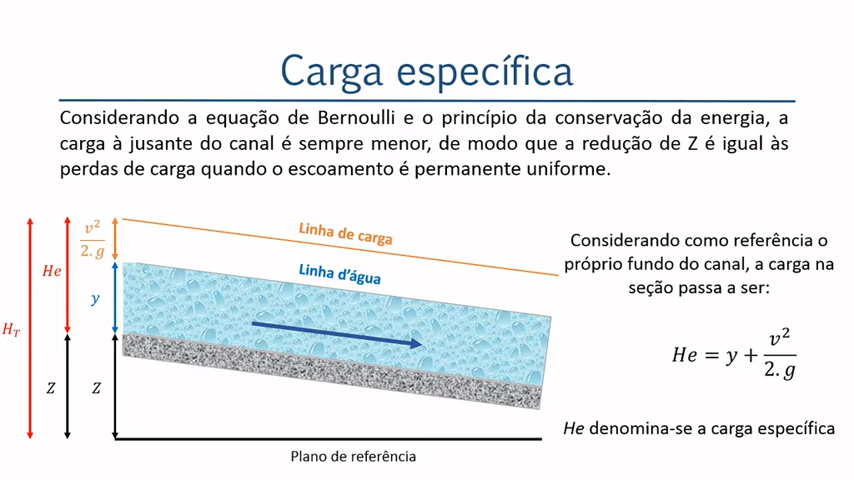 Carga específica
Considerando a equação de Bernoulli e o princípio da conservação da energia, a
carga à jusante do canal é sempre menor, de modo que a redução de Z é igual às
perdas de carga quando o escoamento é permanente uniforme.
v²
2. g
He
y
H_T
Z
Z
Linha de carga
Linha d'água
Plano de referência
Considerando como referência o
próprio fundo do canal, a carga na
seção passa a ser:
He = y + v²/2. g
He denomina-se a carga específica